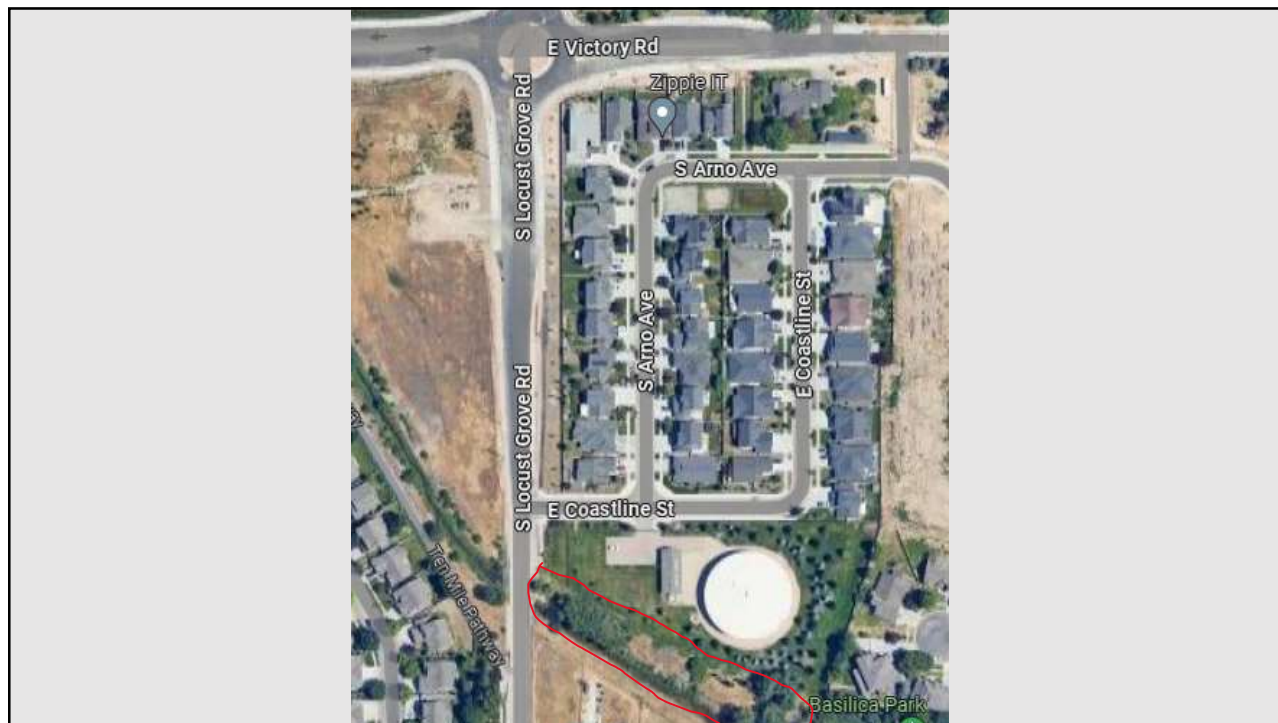 E Victory Rd
Zippie IT
S Locust Grove Rd
S Arno Ave
S Arno Ave
E Coastline St
S Locust Grove Rd
E Coastline St
Ten Mile Pathway
Basilica Park